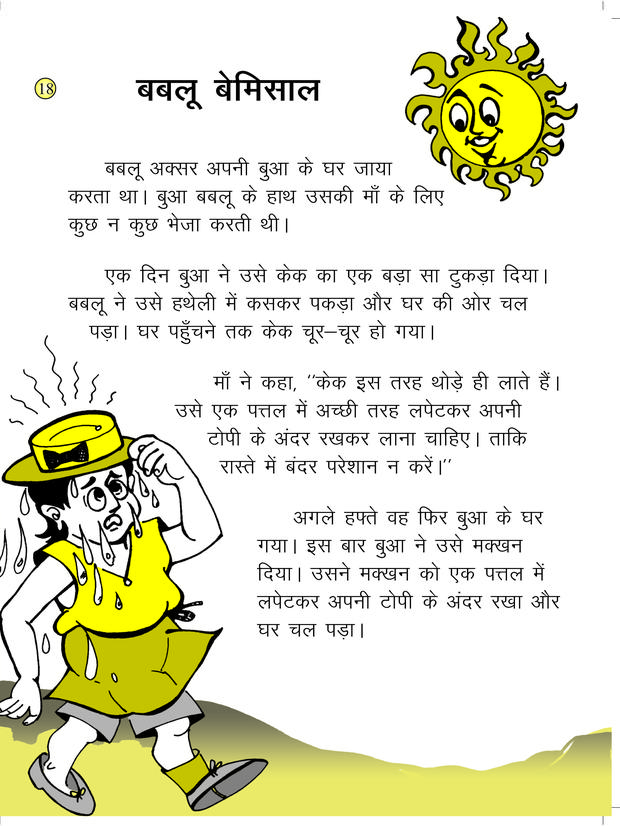 18
बबलू बेमिसाल
बबलू अक्सर अपनी बुआ के घर जाया
करता था। बुआ बबलू के हाथ उसकी माँ के लिए
कुछ न कुछ भेजा करती थी।
एक दिन बुआ ने उसे केक का एक बड़ा सा टुकड़ा दिया।
बबलू ने उसे हथेली में कसकर पकड़ा और घर की ओर चल
पड़ा। घर पहुँचने तक केक चूर–चूर हो गया।
माँ ने कहा, ''केक इस तरह थोड़े ही लाते हैं।
उसे एक पत्तल में अच्छी तरह लपेटकर अपनी
टोपी के अंदर रखकर लाना चाहिए। ताकि
रास्ते में बंदर परेशान न करें।''
अगले हफ्ते वह फिर बुआ के घर
गया। इस बार बुआ ने उसे मक्खन
दिया। उसने मक्खन को एक पत्तल में
लपेटकर अपनी टोपी के अंदर रखा और
घर चल पड़ा।